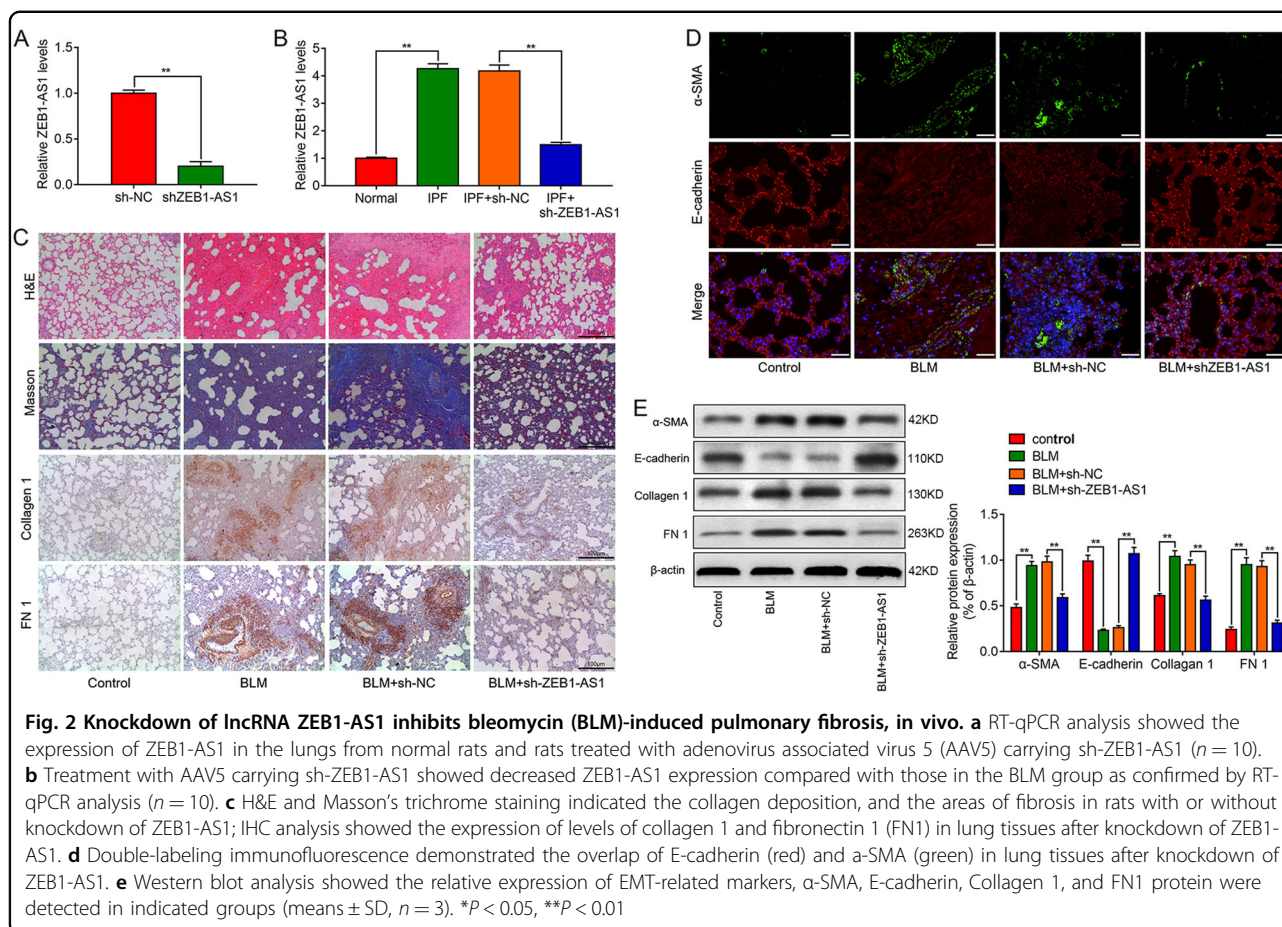 A
Relative ZEB1-AS1 levels
1.5
1.0
0.5
0.0
**
sh-NC
shZEB1-AS1
B
Relative ZEB1-AS1 levels
5
4
3
2
1
0
**
**
Normal
IPF
IPF+sh-NC
IPF+
sh-ZEB1-AS1
C
H&E
Masson
Collagen 1
FN 1
100μm
100μm
Control
BLM
BLM+sh-NC
BLM+sh-ZEB1-AS1
D
α-SMA
E-cadherin
Merge
Control
BLM
BLM+sh-NC
BLM+shZEB1-AS1
E
α-SMA
42KD
E-cadherin
110KD
Collagen 1
130KD
FN 1
263KD
β-actin
42KD
Control
BLM
BLM+sh-NC
BLM+sh-ZEB1-AS1
control
BLM
BLM+sh-NC
BLM+sh-ZEB1-AS1
Relative protein expression
(% of β-actin)
1.5
1.0
0.5
0.0
** ** ** ** ** ** ** **
α-SMA
E-cadherin
Collagan 1
FN 1
Fig. 2 Knockdown of lncRNA ZEB1-AS1 inhibits bleomycin (BLM)-induced pulmonary fibrosis, in vivo. a RT-qPCR analysis showed the
expression of ZEB1-AS1 in the lungs from normal rats and rats treated with adenovirus associated virus 5 (AAV5) carrying sh-ZEB1-AS1 (n = 10).
b Treatment with AAV5 carrying sh-ZEB1-AS1 showed decreased ZEB1-AS1 expression compared with those in the BLM group as confirmed by RT-
qPCR analysis (n = 10). c H&E and Masson's trichrome staining indicated the collagen deposition, and the areas of fibrosis in rats with or without
knockdown of ZEB1-AS1; IHC analysis showed the expression of levels of collagen 1 and fibronectin 1 (FN1) in lung tissues after knockdown of ZEB1-
AS1. d Double-labeling immunofluorescence demonstrated the overlap of E-cadherin (red) and a-SMA (green) in lung tissues after knockdown of
ZEB1-AS1. e Western blot analysis showed the relative expression of EMT-related markers, α-SMA, E-cadherin, Collagen 1, and FN1 protein were
detected in indicated groups (means ± SD, n = 3). *P < 0.05, **P < 0.01